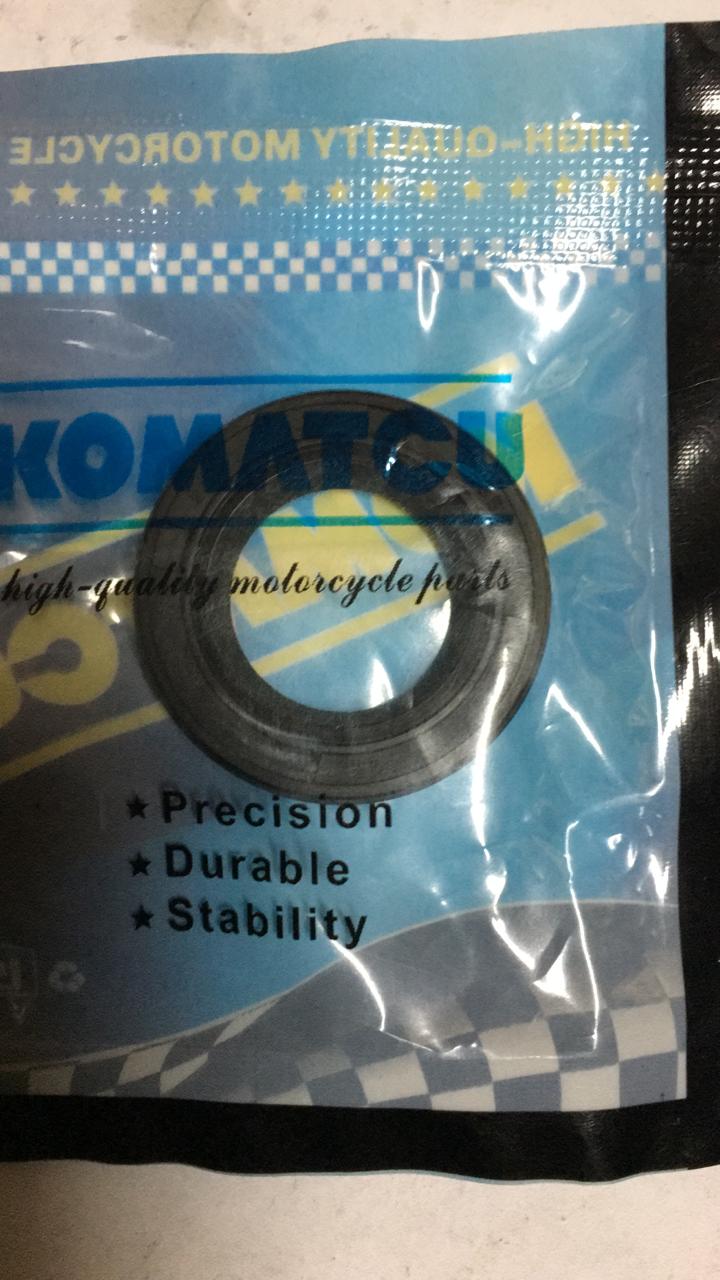 HIGH-QUALITY MOTORCYCLE
KOMATCU
high-quality motorcycle parts
★ Precision
★ Durable
★ Stability